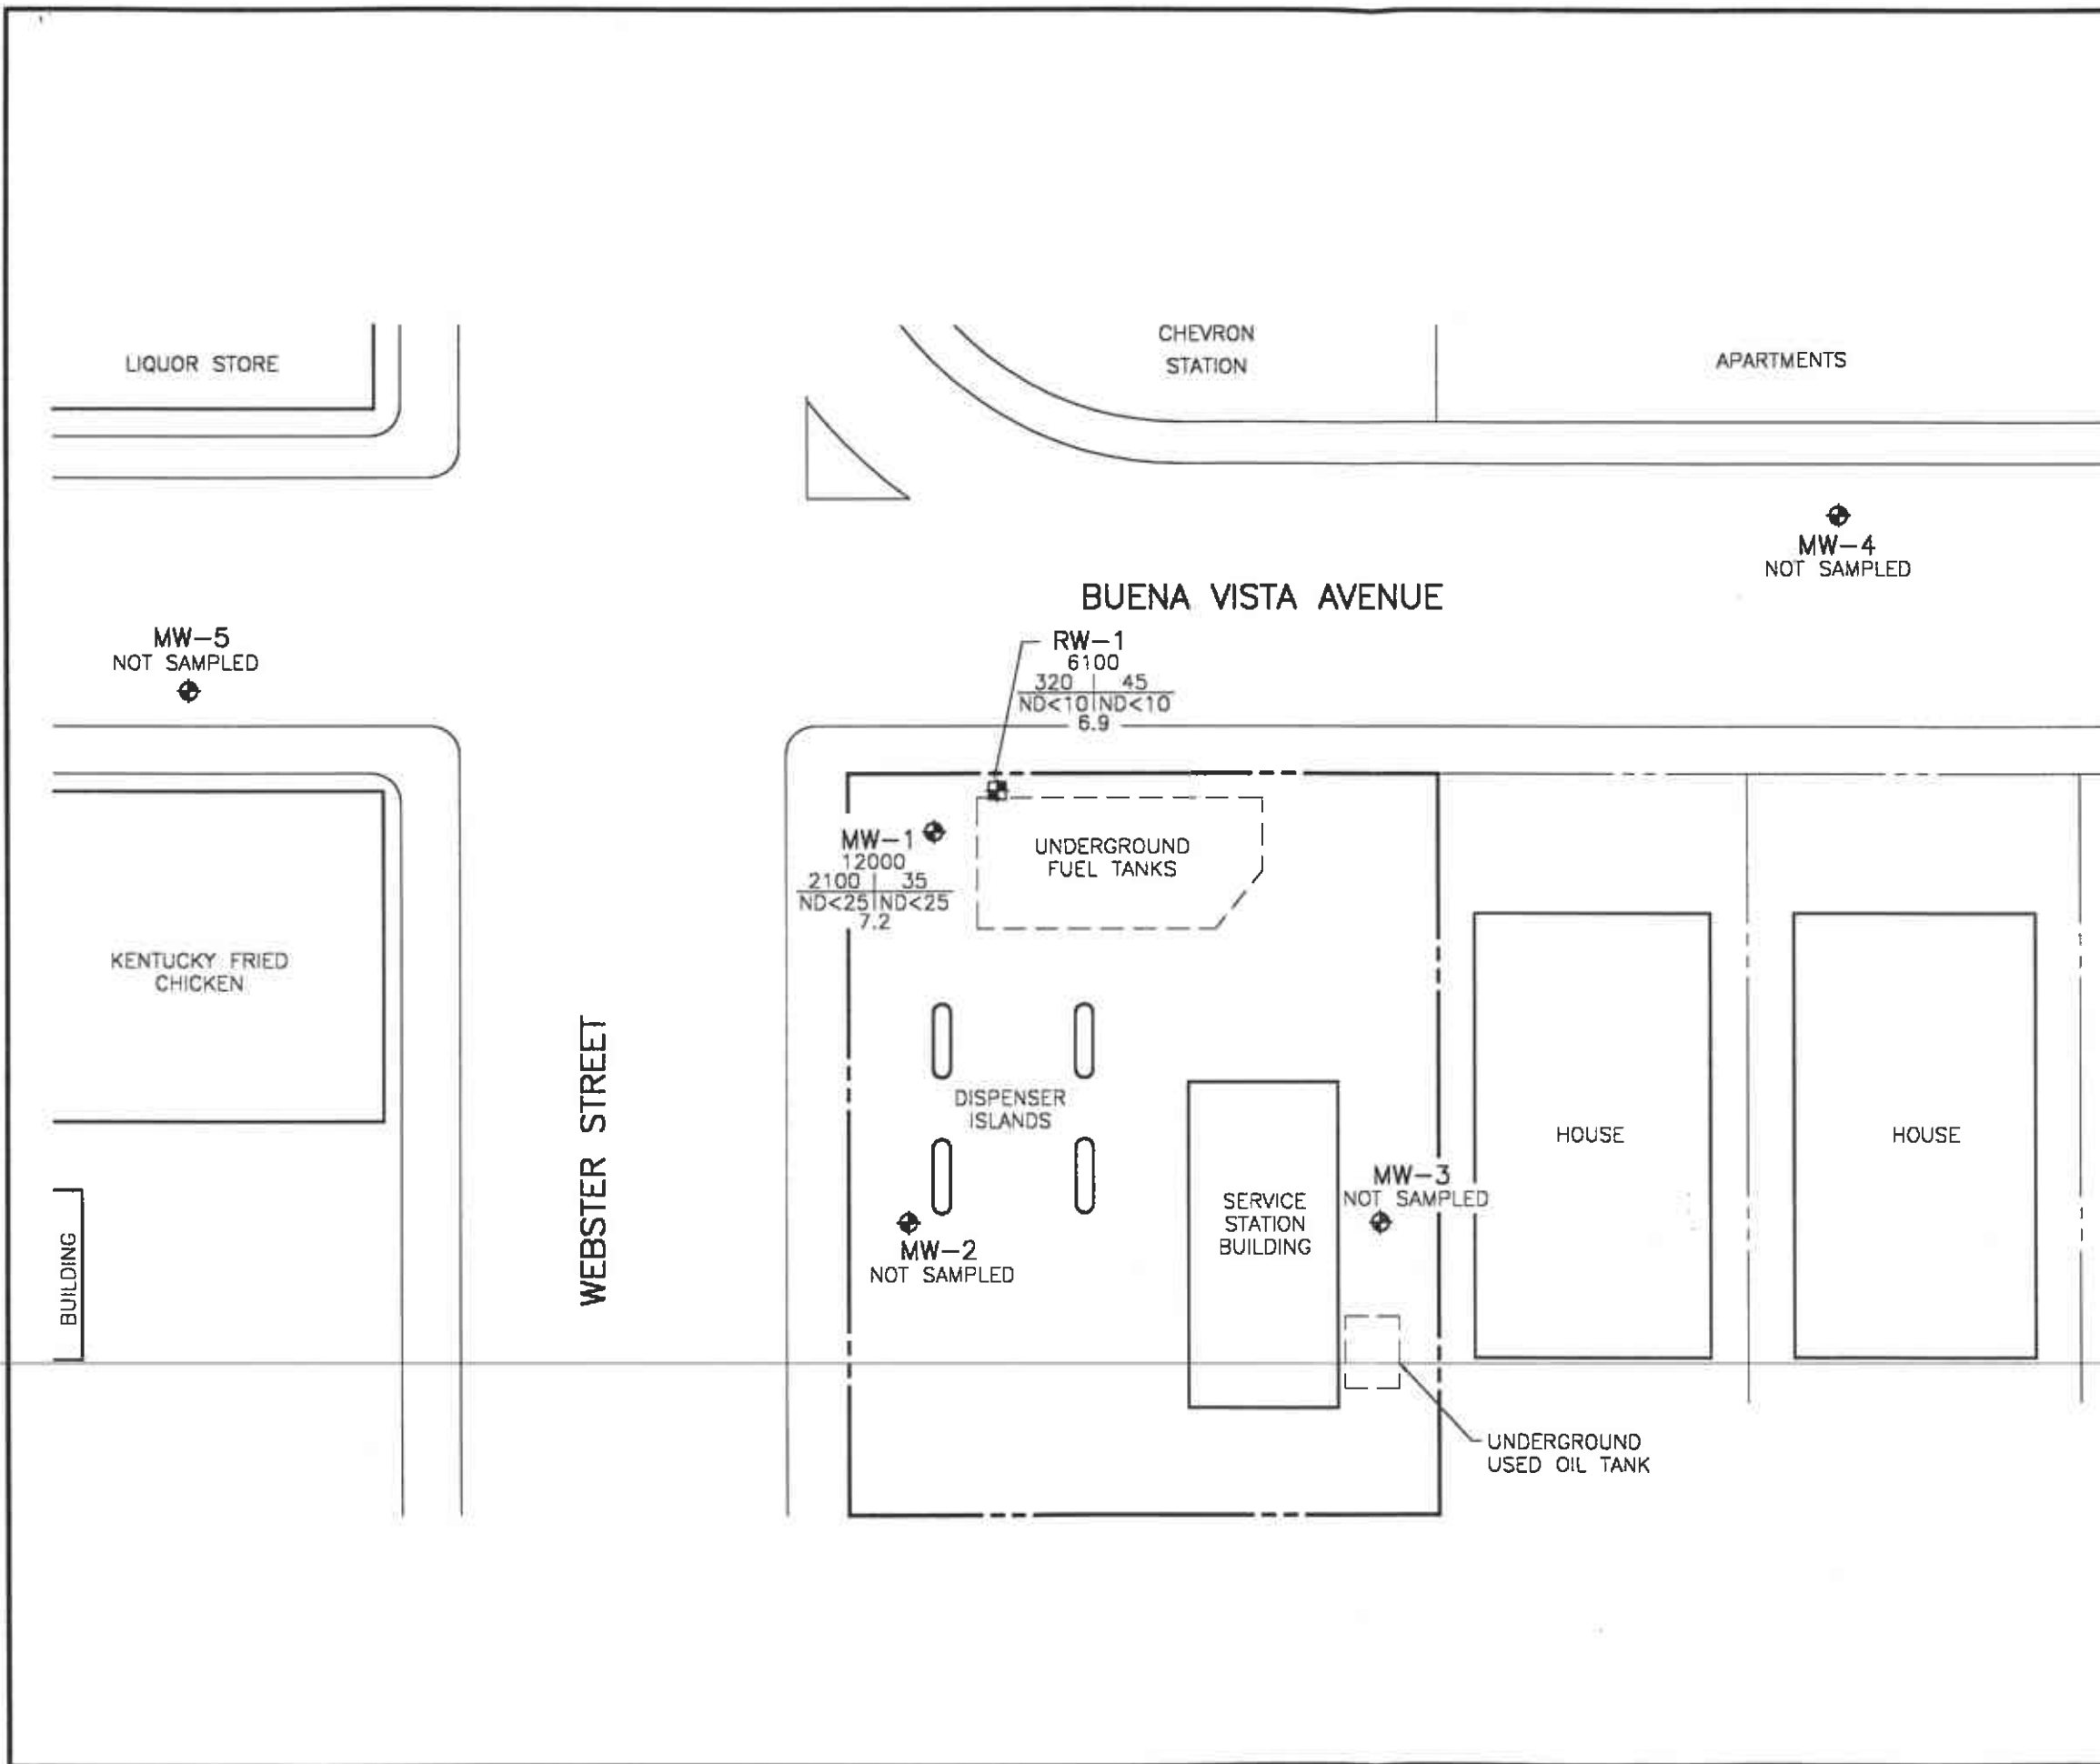 LIQUOR STORE
CHEVRON
STATION
APARTMENTS
MW-4
NOT SAMPLED
BUENA VISTA AVENUE
MW-5
NOT SAMPLED
RW-1
6100
320 | 45
ND<10|ND<10
6.9
MW-1
12000
2100 | 35
ND<25|ND<25
7.2
UNDERGROUND
FUEL TANKS
KENTUCKY FRIED
CHICKEN
WEBSTER STREET
DISPENSER
ISLANDS
HOUSE
HOUSE
MW-3
NOT SAMPLED
SERVICE
STATION
BUILDING
MW-2
NOT SAMPLED
BUILDING
UNDERGROUND
USED OIL TANK